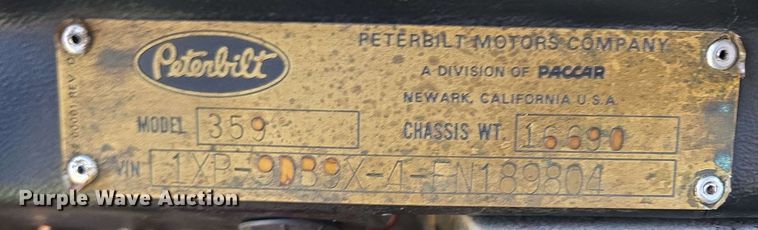 Peterbilt
PETERBILT MOTORS COMPANY
A DIVISION OF PACCAR
NEWARK, CALIFORNIA U.S.A.
MODEL 359 CHASSIS WT. 16690
VIN 1XP-9DB9X-4-FN189804
Purple Wave Auction